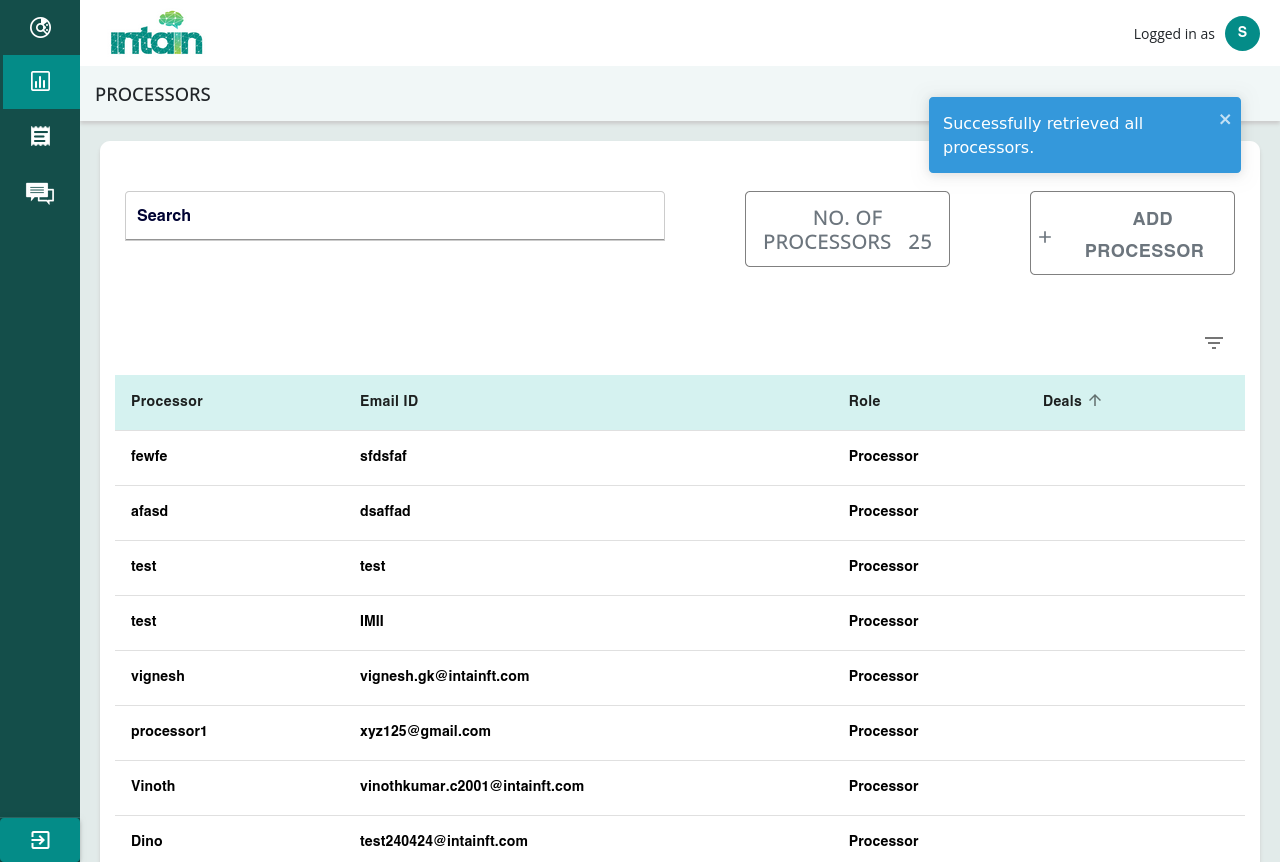 intain
Logged in as S
PROCESSORS
Successfully retrieved all
processors.
×
Search
NO. OF
PROCESSORS 25
+ ADD
PROCESSOR
Processor Email ID Role Deals
fewfe sfdsfaf Processor
afasd dsaffad Processor
test test Processor
test IMII Processor
vignesh vignesh.gk@intainft.com Processor
processor1 xyz125@gmail.com Processor
Vinoth vinothkumar.c2001@intainft.com Processor
Dino test240424@intainft.com Processor